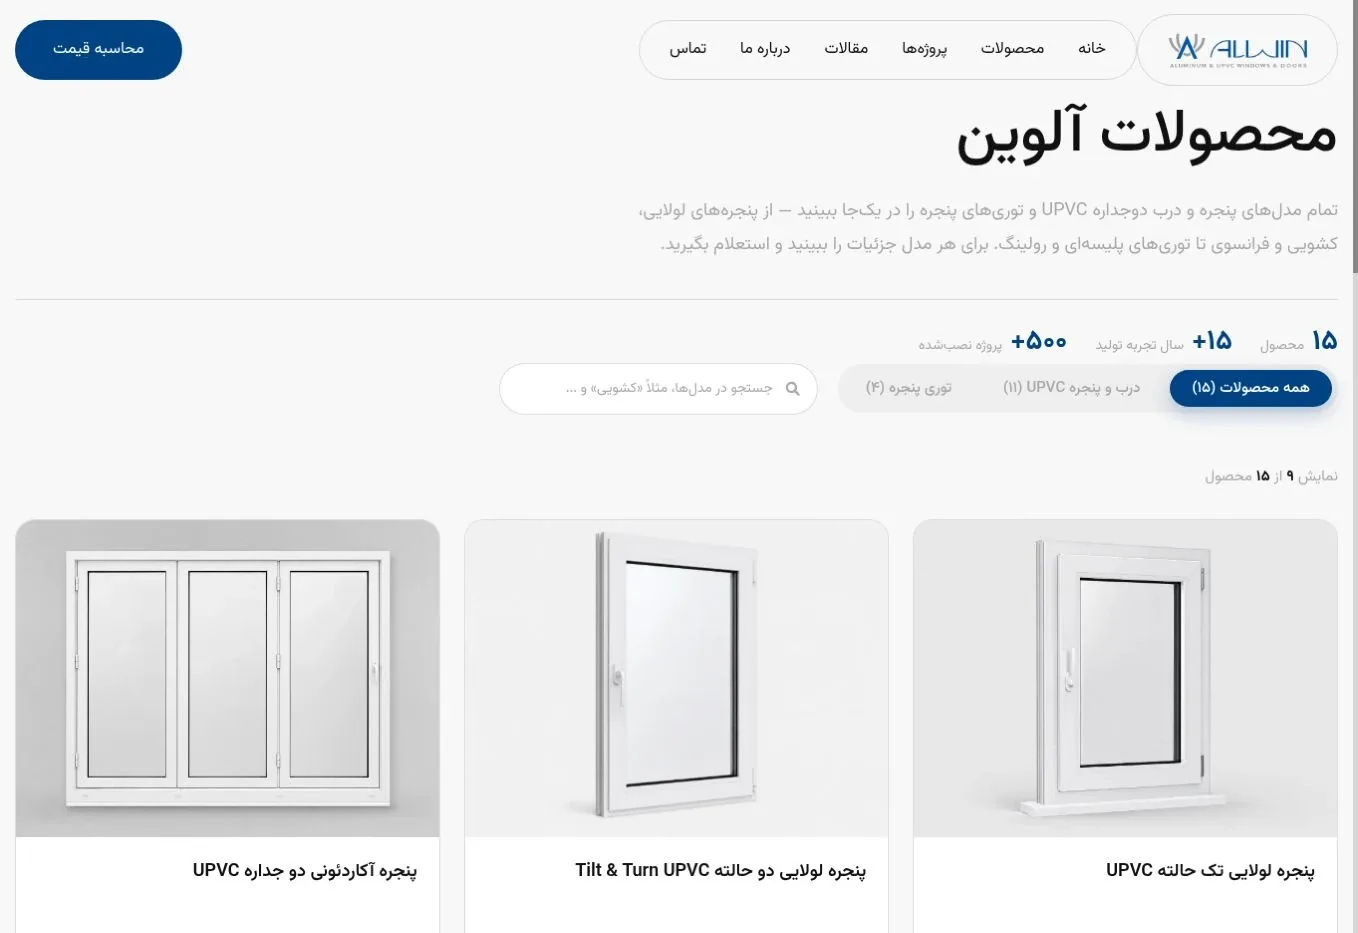 ALLWIN
ALUMINUM & UPVC WINDOWS & DOORS
خانه
محصولات
پروژه‌ها
مقالات
درباره ما
تماس
محاسبه قیمت
محصولات آلوین
تمام مدل‌های پنجره و درب دوجداره UPVC و توری‌های پنجره را در یک‌جا ببینید — از پنجره‌های لولایی،
کشویی و فرانسوی تا توری‌های پلیسه‌ای و رولینگ. برای هر مدل جزئیات را ببینید و استعلام بگیرید.
۱۵ محصول
۱۵+ سال تجربه تولید
۵۰۰+ پروژه نصب‌شده
همه محصولات (۱۵)
درب و پنجره UPVC (۱۱)
توری پنجره (۴)
جستجو در مدل‌ها، مثلاً «کشویی» و ...
نمایش ۹ از ۱۵ محصول
پنجره لولایی تک حالته UPVC
پنجره لولایی دو حالته Tilt & Turn UPVC
پنجره آکاردئونی دو جداره UPVC